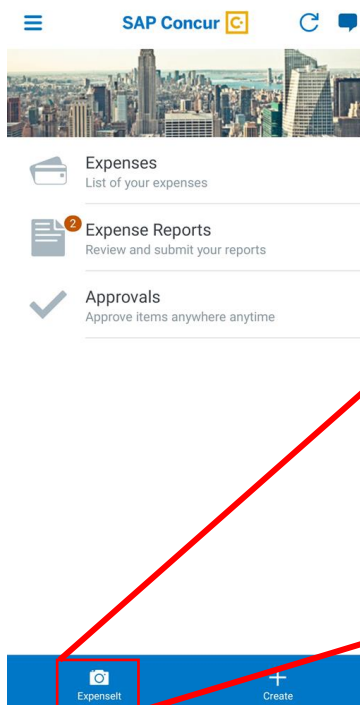 SAP Concur C.
Expenses
List of your expenses
2
Expense Reports
Review and submit your reports
Approvals
Approve items anywhere anytime
ExpenseIt
Create